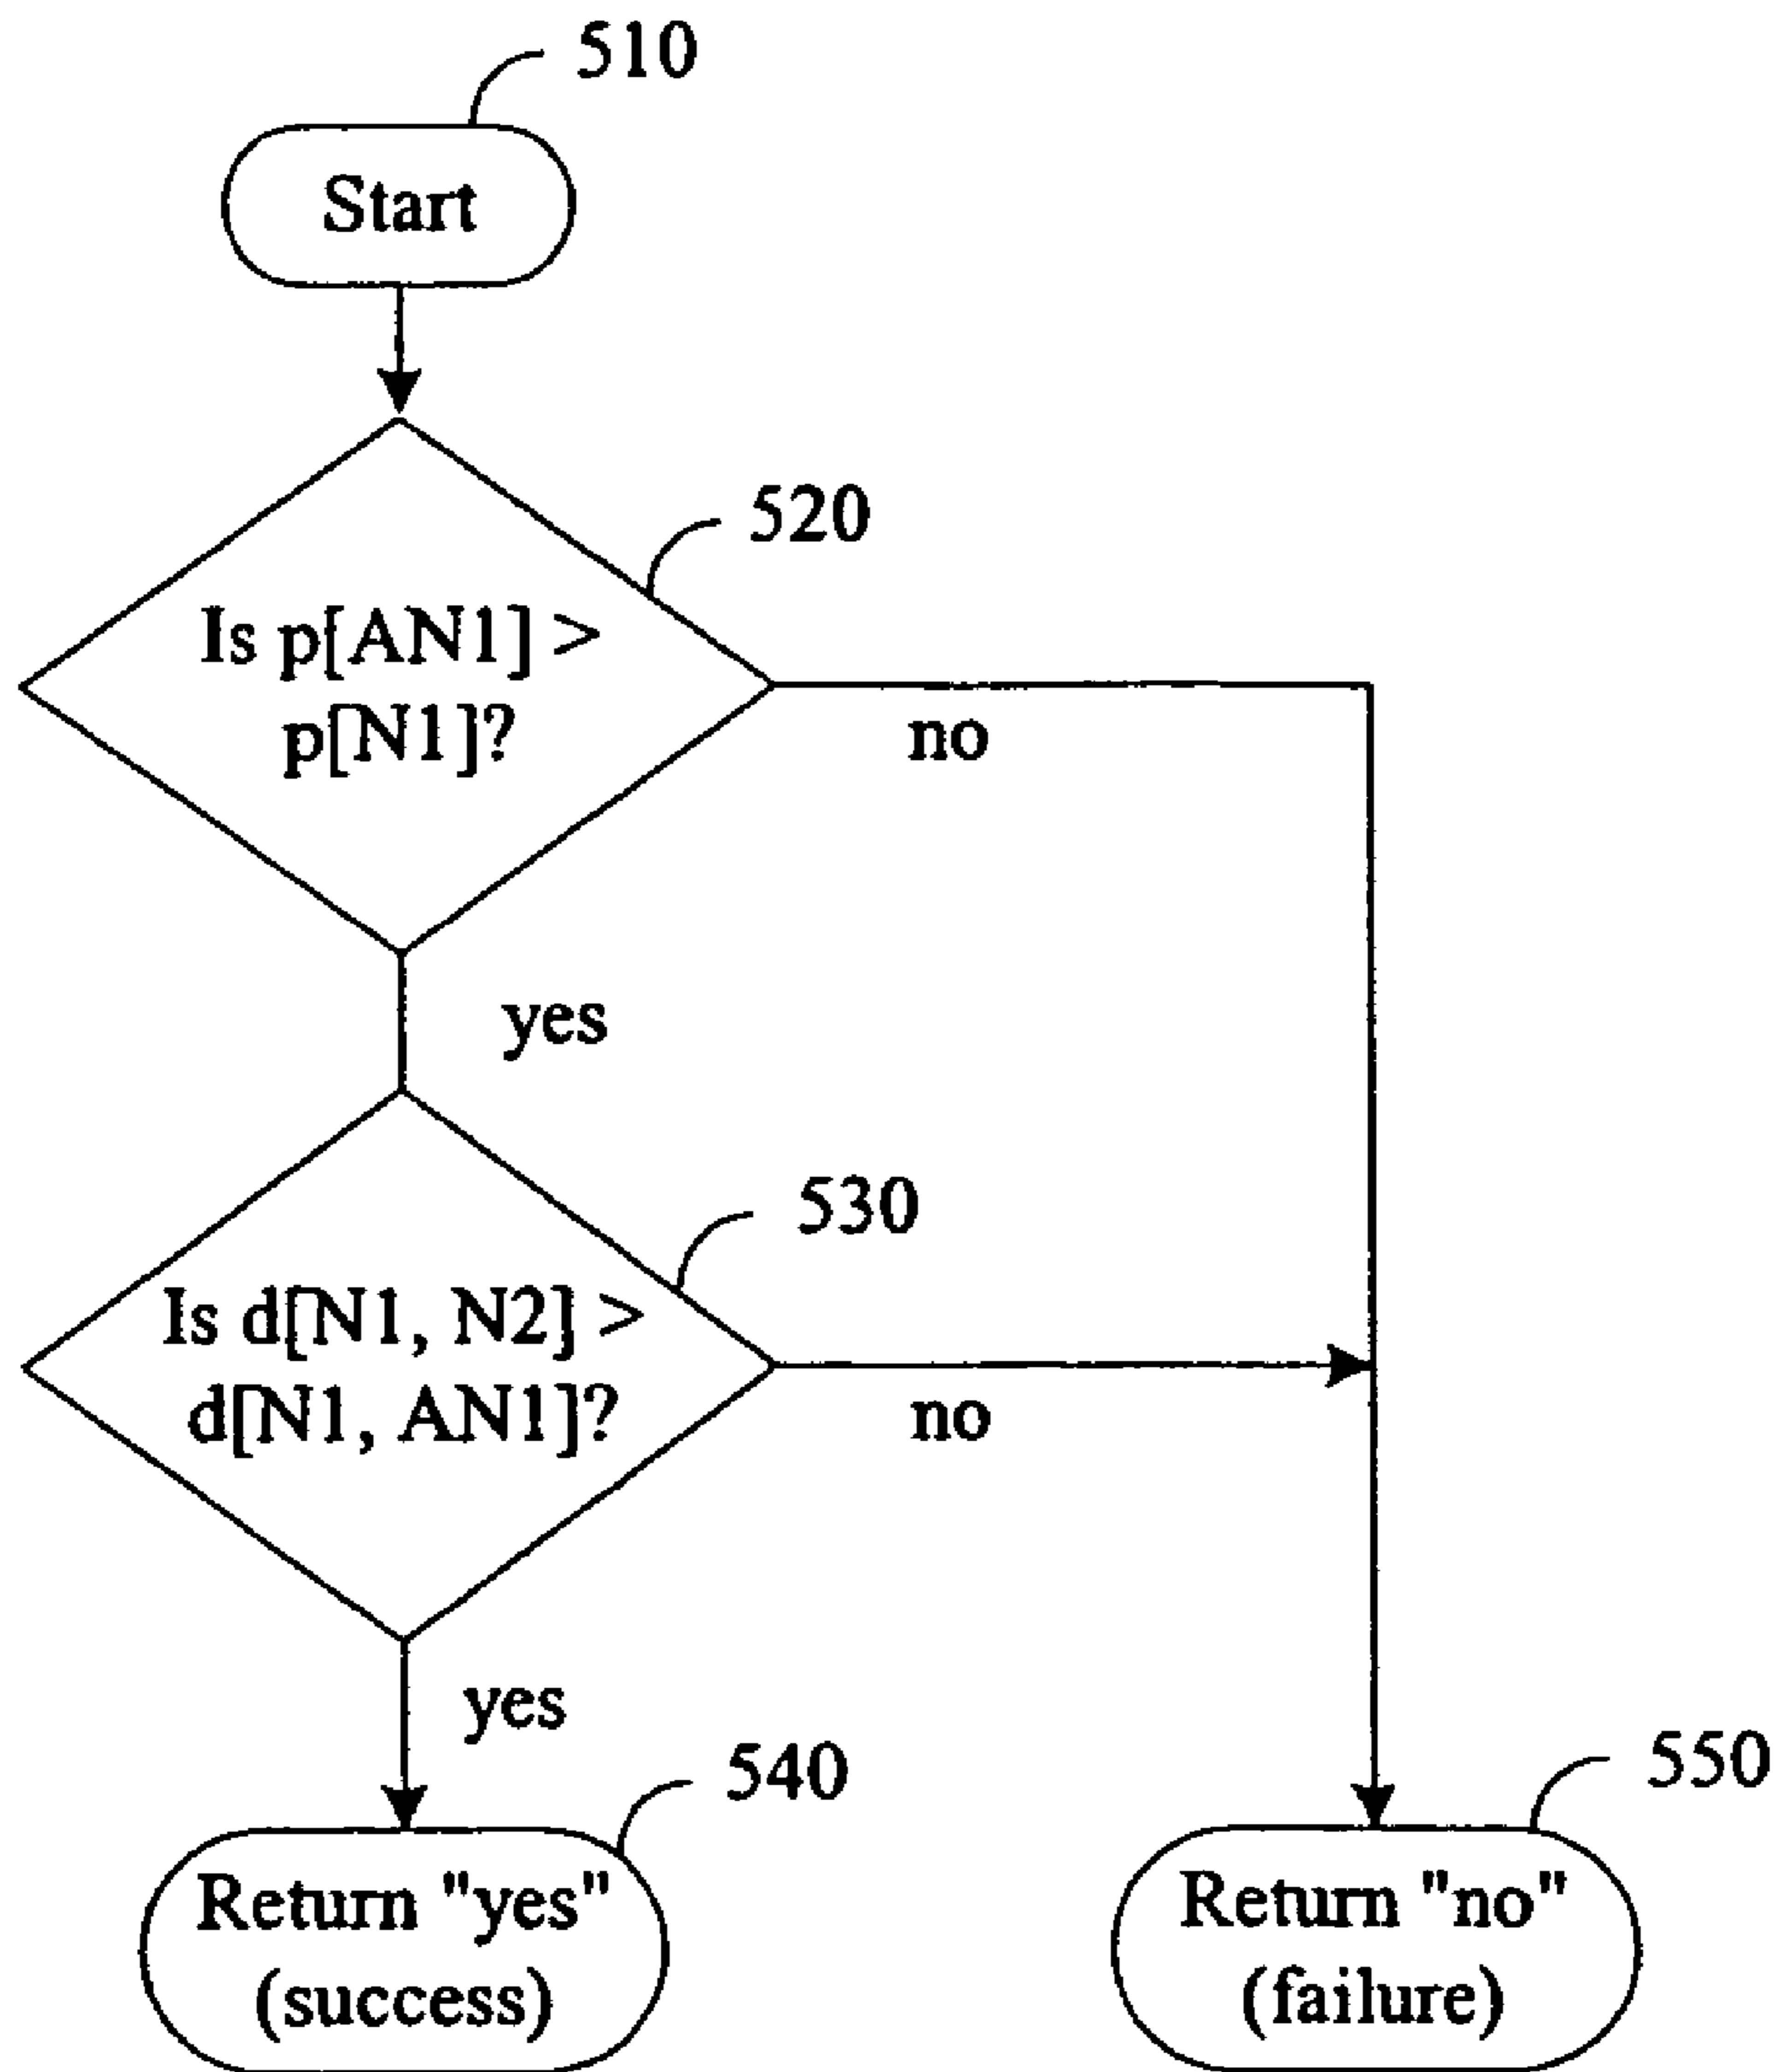 510
Start
520
Is p[AN1] >
p[N1]?
no
yes
530
Is d[N1, N2] >
d[N1, AN1]?
no
yes
540
550
Return "yes"
(success)
Return "no"
(failure)